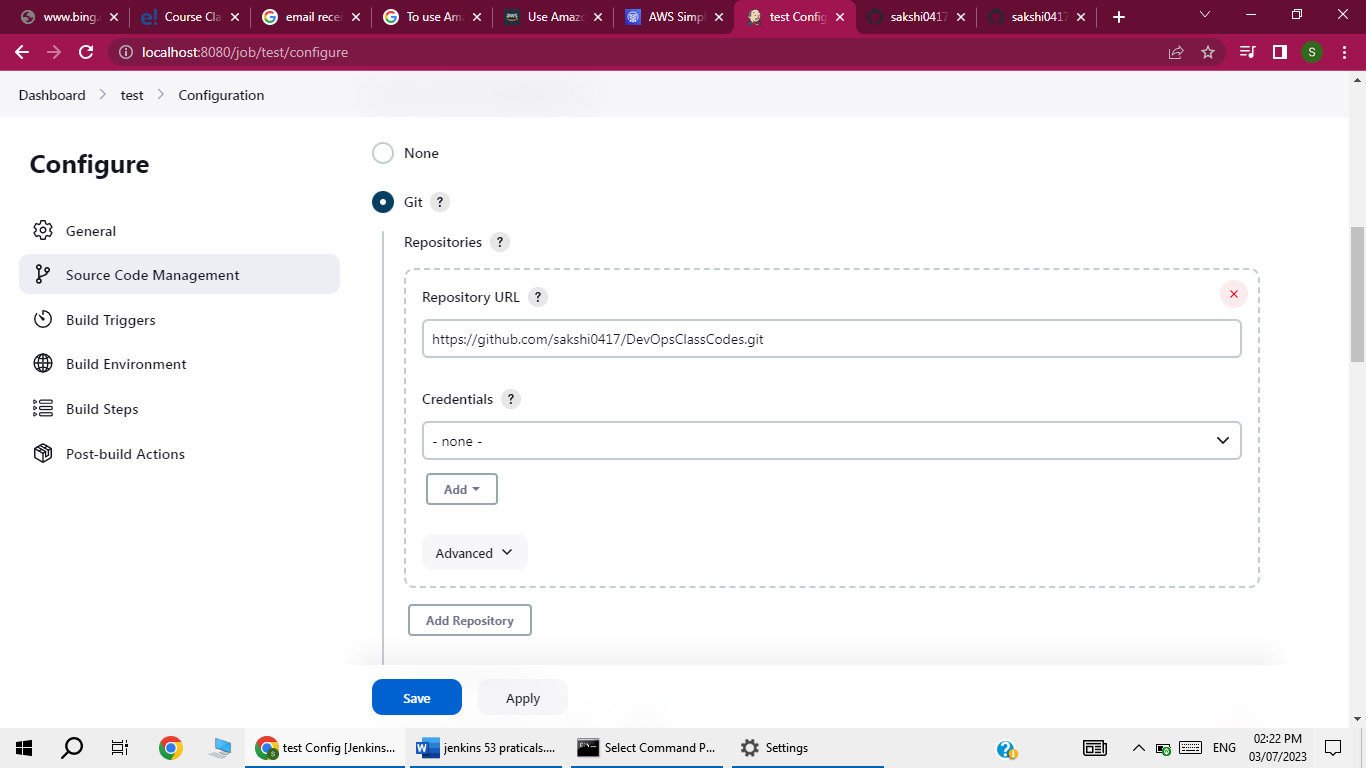 www.bing.
Course Cla
email rece
To use Am
Use Amazo
AWS Simpl
test Config
sakshi0417
sakshi0417
localhost:8080/job/test/configure
S
Dashboard > test > Configuration
Configure
General
Source Code Management
Build Triggers
Build Environment
Build Steps
Post-build Actions
None
Git ?
Repositories ?
Repository URL ?
https://github.com/sakshi0417/DevOpsClassCodes.git
Credentials ?
- none -
Add
Advanced
Add Repository
Save
Apply
test Config [Jenkins...
jenkins 53 praticals....
Select Command P...
Settings
ENG
02:22 PM
03/07/2023